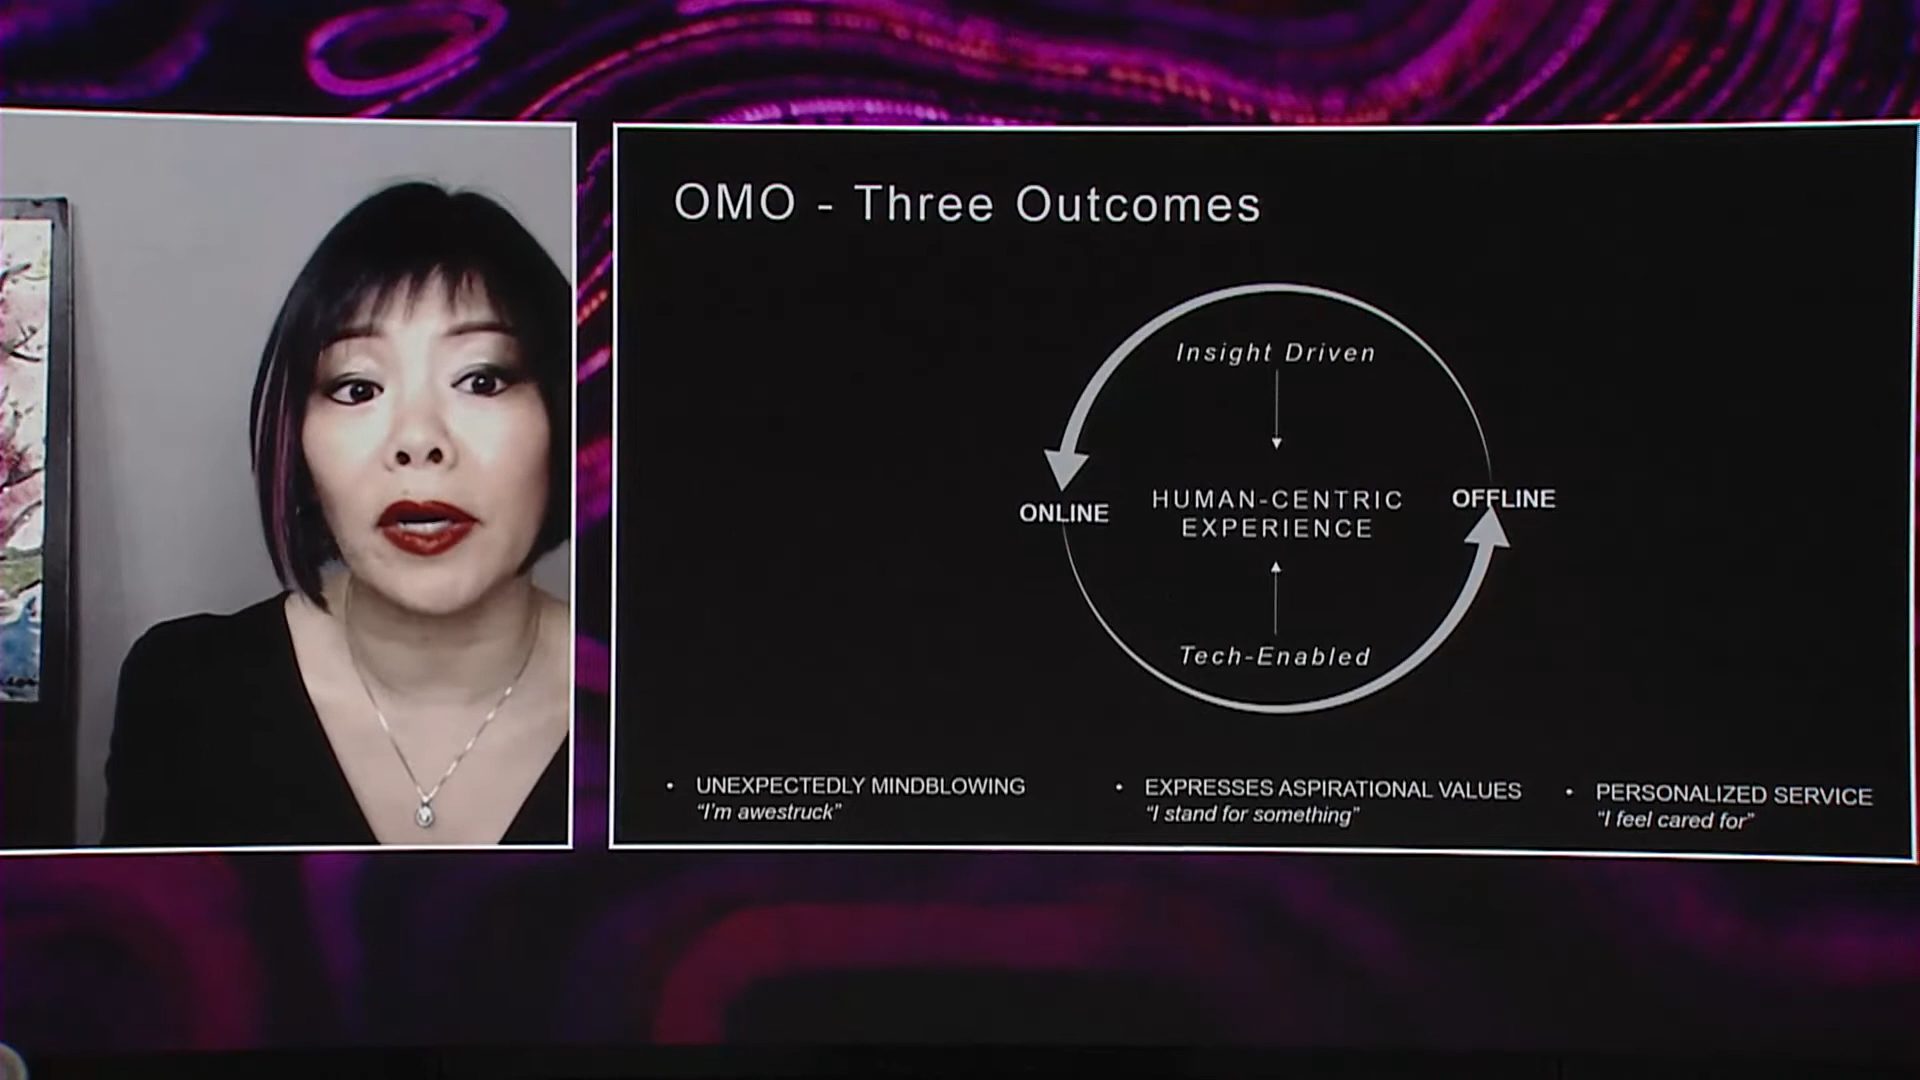 OMO - Three Outcomes
Insight Driven
ONLINE
HUMAN-CENTRIC
EXPERIENCE
OFFLINE
Tech-Enabled
• UNEXPECTEDLY MINDBLOWING
"I'm awestruck"
• EXPRESSES ASPIRATIONAL VALUES
"I stand for something"
• PERSONALIZED SERVICE
"I feel cared for"